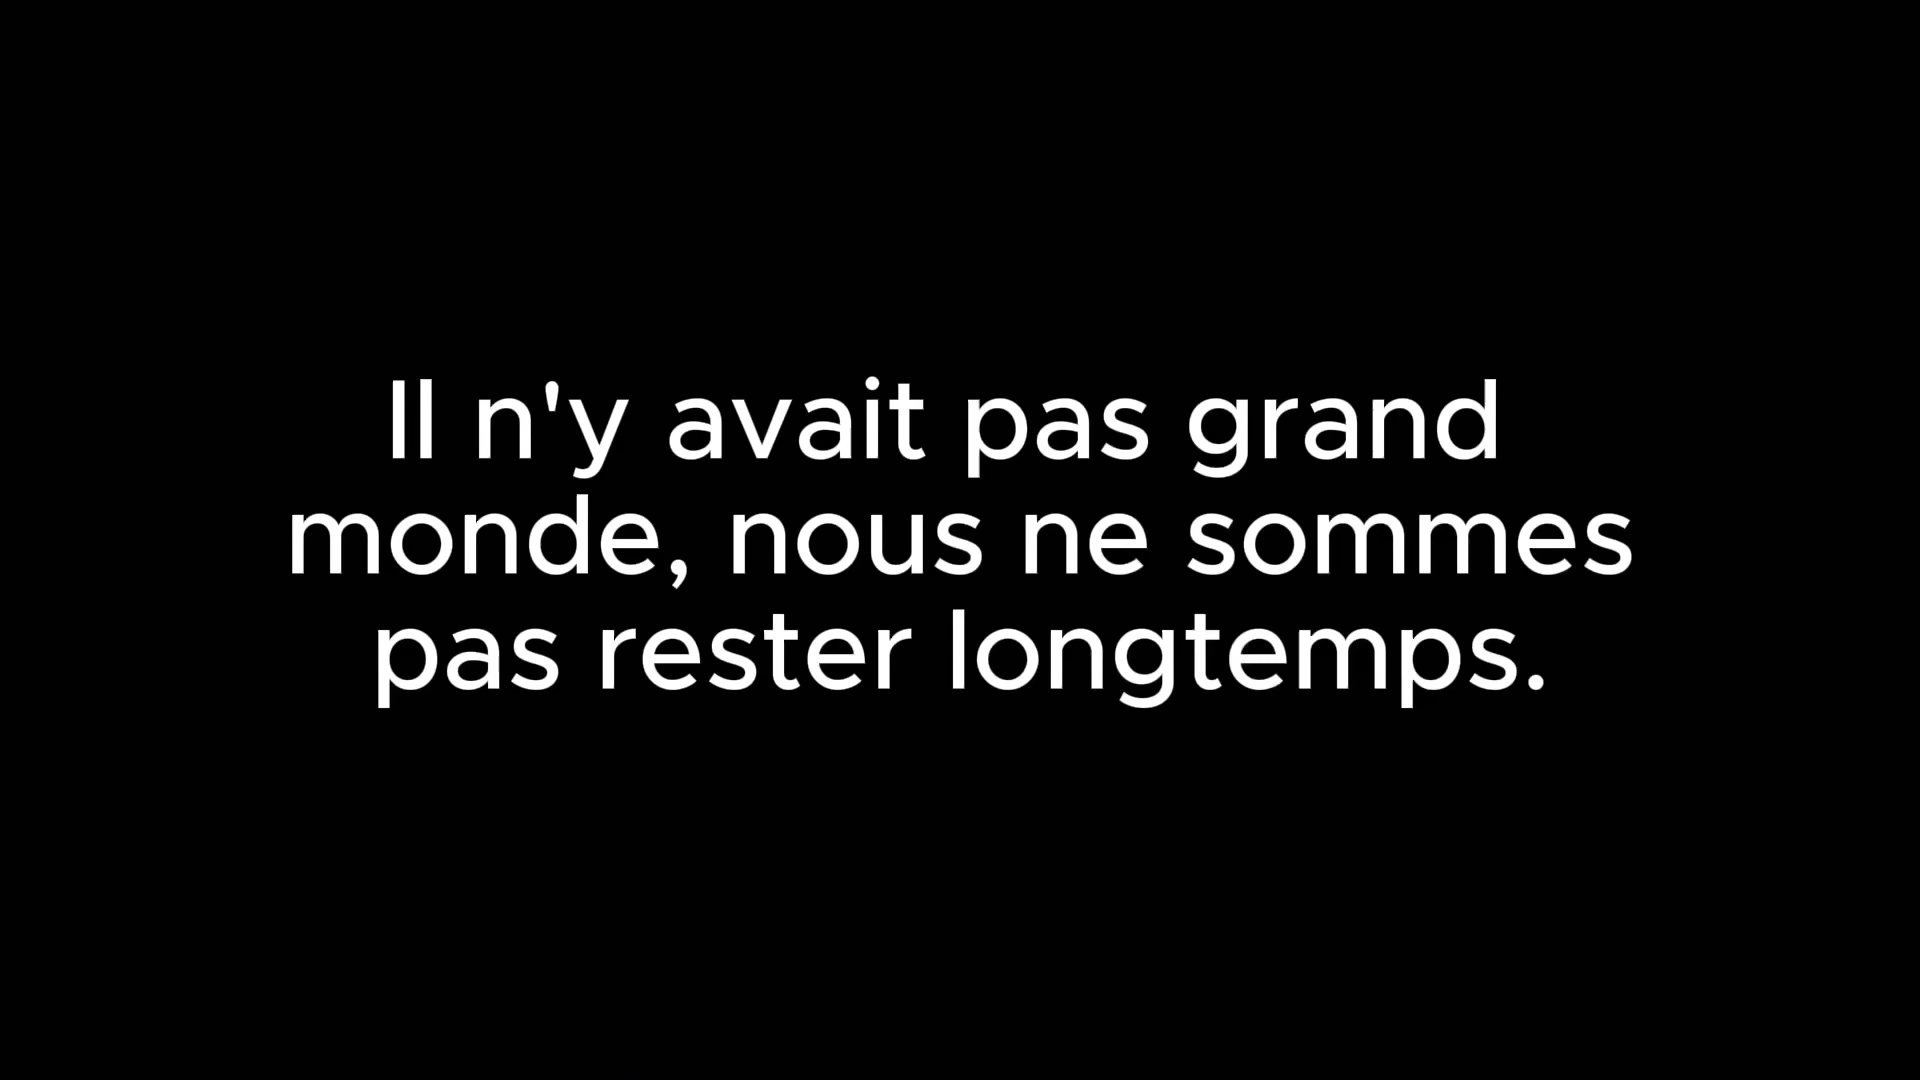 Il n'y avait pas grand
monde, nous ne sommes
pas rester longtemps.